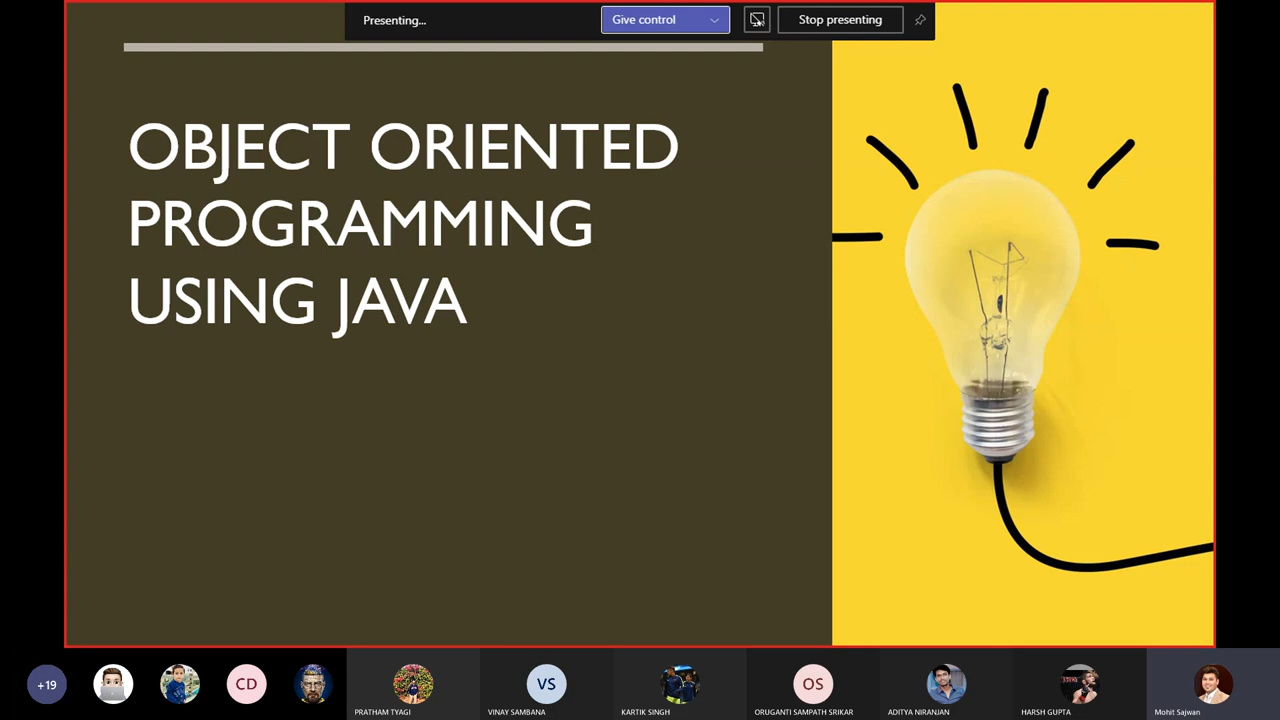 Presenting...
Give control
Stop presenting
OBJECT ORIENTED
PROGRAMMING
USING JAVA
+19
CD
PRATHAM TYAGI
VS
VINAY SAMBANA
KARTIK SINGH
OS
ORUGANTI SAMPATH SRIKAR
ADITYA NIRANJAN
HARSH GUPTA
Mohit Sajwan